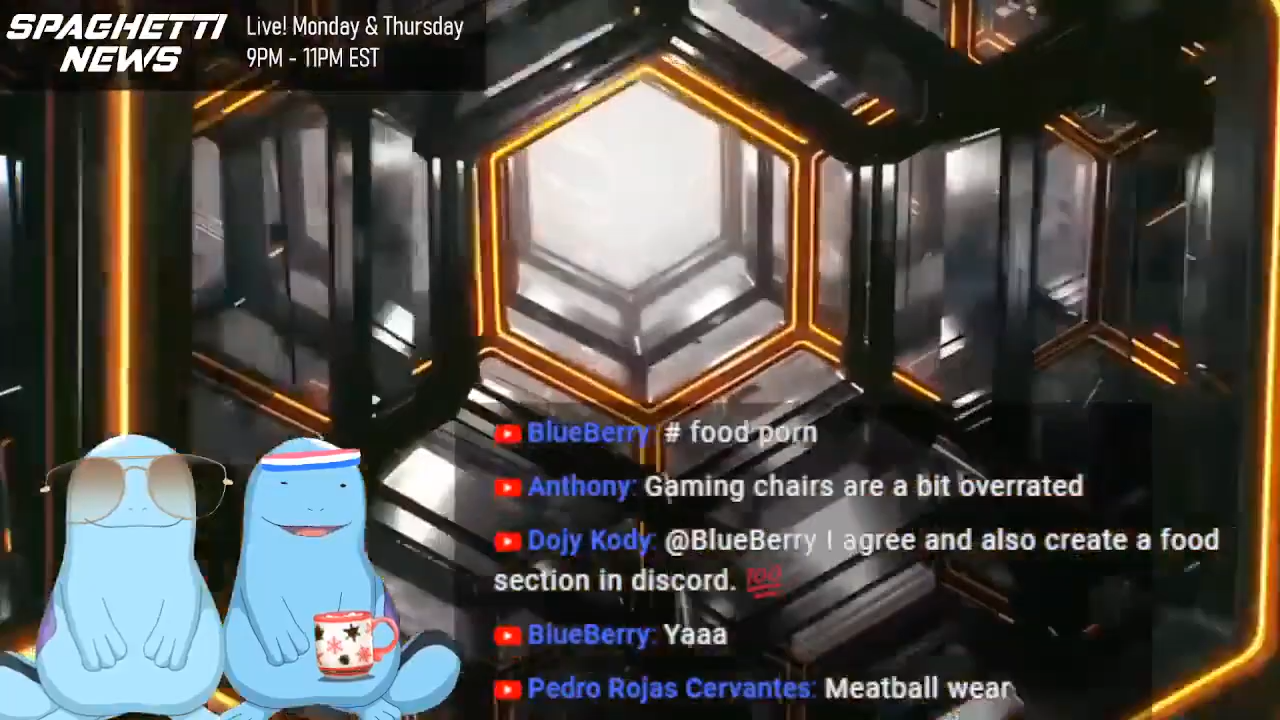 SPAGHETTI
NEWS
Live! Monday & Thursday
9PM - 11PM EST
BlueBerry: # food porn
Anthony: Gaming chairs are a bit overrated
Dojy Kody: @BlueBerry I agree and also create a food
section in discord. 💯
BlueBerry: Yaaa
Pedro Rojas Cervantes: Meatball wear